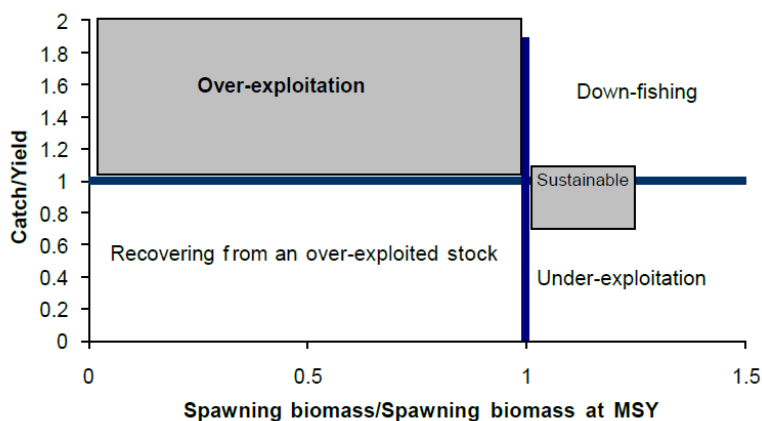 2
1.8
1.6
1.4
1.2
1
0.8
0.6
0.4
0.2
0
Catch/Yield
Over-exploitation
Down-fishing
Sustainable
Recovering from an over-exploited stock
Under-exploitation
0
0.5
1
1.5
Spawning biomass/Spawning biomass at MSY